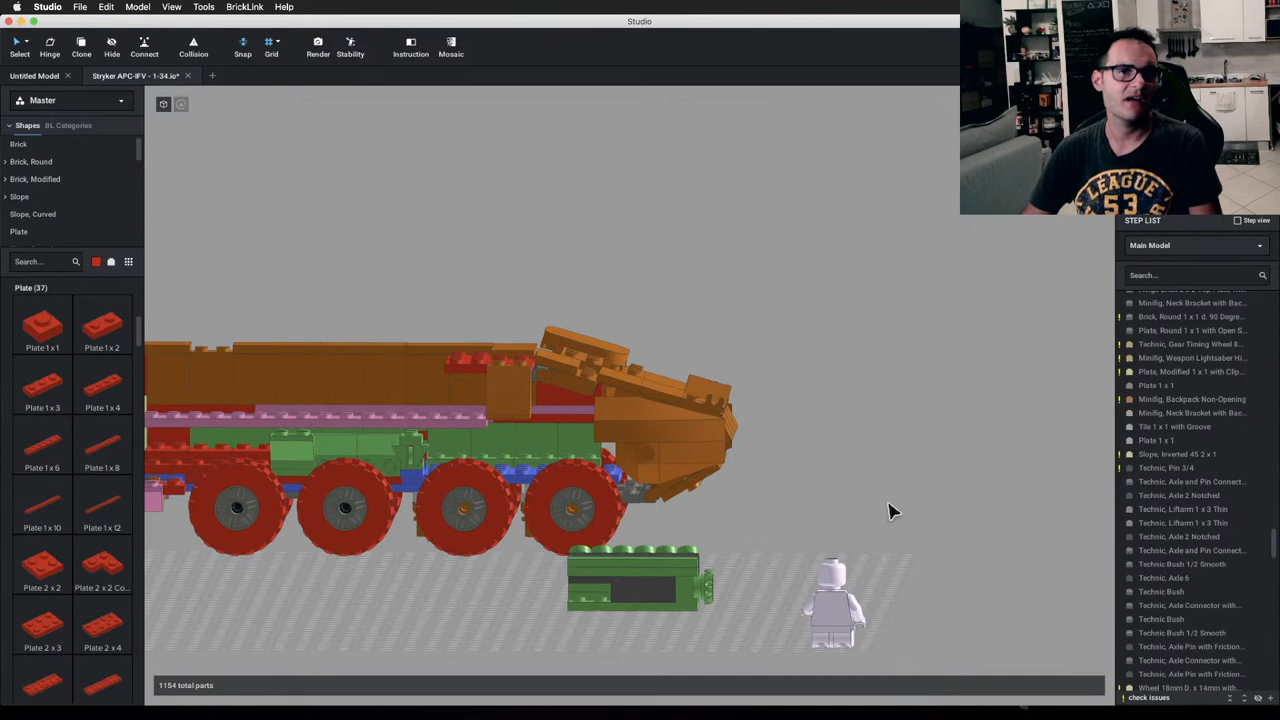 Studio File Edit Model View Tools BrickLink Help
Studio
Select Hinge Clone Hide Connect Collision Snap Grid Render Stability Instruction Mosaic
Untitled Model Stryker APC-IFV - 1-34.io*
Master
Shapes BL Categories
Brick
Brick, Round
Brick, Modified
Slope
Slope, Curved
Plate
Search...
Plate (37)
Plate 1 x 1 Plate 1 x 2
Plate 1 x 3 Plate 1 x 4
Plate 1 x 6 Plate 1 x 8
Plate 1 x 10 Plate 1 x 12
Plate 2 x 2 Plate 2 x 2 Co...
Plate 2 x 3 Plate 2 x 4
1154 total parts
LEAGUE
53
STEP LIST Step view
Main Model
Search...
Minifig, Neck Bracket with Bac...
Brick, Round 1 x 1 d. 90 Degre...
Plate, Round 1 x 1 with Open S...
Technic, Gear Timing Wheel 8...
Minifig, Weapon Lightsaber Hi...
Plate, Modified 1 x 1 with Clip...
Plate 1 x 1
Minifig, Backpack Non-Opening
Minifig, Neck Bracket with Bac...
Tile 1 x 1 with Groove
Plate 1 x 1
Slope, Inverted 45 2 x 1
Technic, Pin 3/4
Technic, Axle and Pin Connect...
Technic, Axle 2 Notched
Technic, Liftarm 1 x 3 Thin
Technic, Liftarm 1 x 3 Thin
Technic, Axle 2 Notched
Technic, Axle and Pin Connect...
Technic Bush 1/2 Smooth
Technic, Axle 6
Technic Bush
Technic, Axle Connector with...
Technic Bush
Technic Bush 1/2 Smooth
Technic, Axle Pin with Friction...
Technic, Axle Connector with...
Technic, Axle Pin with Friction...
Wheel 18mm D. x 14mm with...
check issues